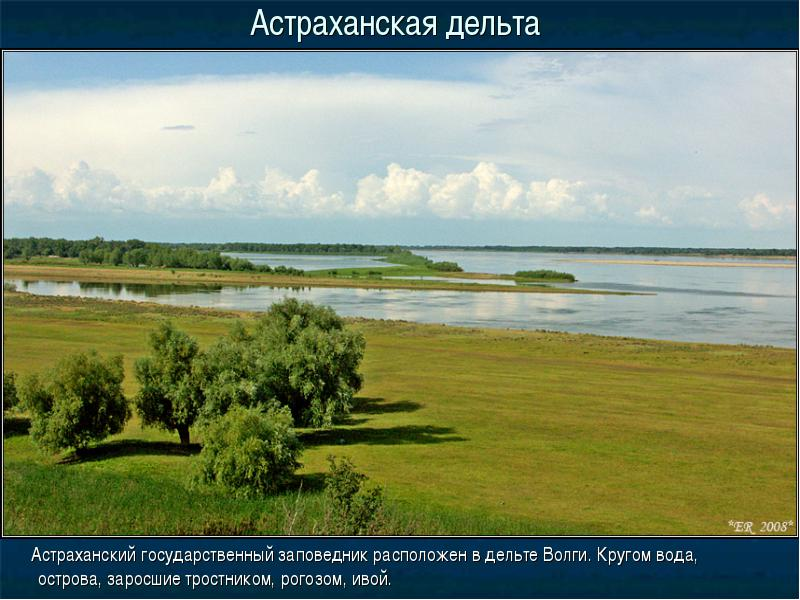 Астраханская дельта
*ER 2008*
Астраханский государственный заповедник расположен в дельте Волги. Кругом вода,
острова, заросшие тростником, рогозом, ивой.